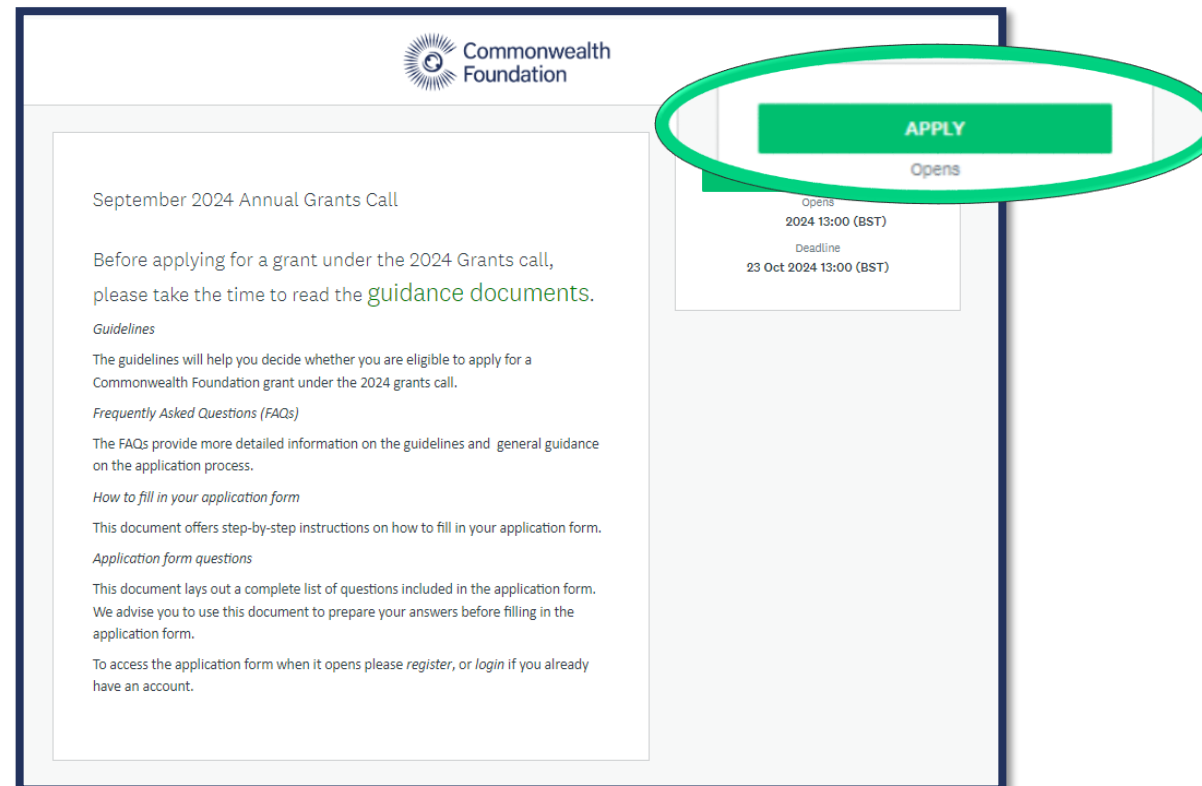 Commonwealth
Foundation
APPLY
Opens
Opens
2024 13:00 (BST)
Deadline
23 Oct 2024 13:00 (BST)
September 2024 Annual Grants Call
Before applying for a grant under the 2024 Grants call,
please take the time to read the guidance documents.
Guidelines
The guidelines will help you decide whether you are eligible to apply for a
Commonwealth Foundation grant under the 2024 grants call.
Frequently Asked Questions (FAQs)
The FAQs provide more detailed information on the guidelines and general guidance
on the application process.
How to fill in your application form
This document offers step-by-step instructions on how to fill in your application form.
Application form questions
This document lays out a complete list of questions included in the application form.
We advise you to use this document to prepare your answers before filling in the
application form.
To access the application form when it opens please register, or login if you already
have an account.